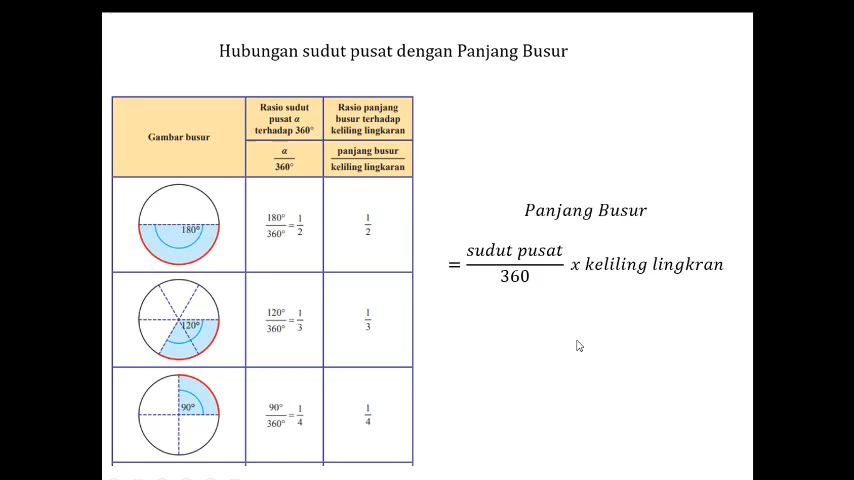 Hubungan sudut pusat dengan Panjang Busur
Gambar busur
Rasio sudut
pusat α
terhadap 360°
Rasio panjang
busur terhadap
keliling lingkaran
α
360°
panjang busur
keliling lingkaran
180°
180°
360° = 1
2
1
2
120°
120°
360° = 1
3
1
3
90°
90°
360° = 1
4
1
4
Panjang Busur
= sudut pusat
360 x keliling lingkran